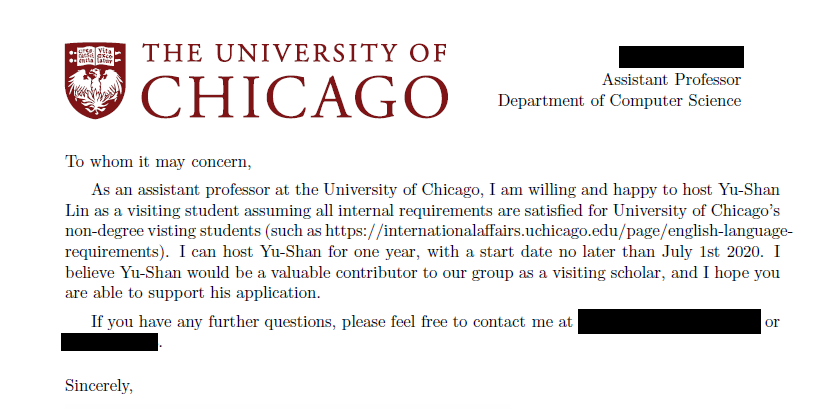 THE UNIVERSITY OF
CHICAGO
Assistant Professor
Department of Computer Science
To whom it may concern,
As an assistant professor at the University of Chicago, I am willing and happy to host Yu-Shan
Lin as a visiting student assuming all internal requirements are satisfied for University of Chicago's
non-degree visting students (such as https://internationalaffairs.uchicago.edu/page/english-language-
requirements). I can host Yu-Shan for one year, with a start date no later than July 1st 2020. I
believe Yu-Shan would be a valuable contributor to our group as a visiting scholar, and I hope you
are able to support his application.
If you have any further questions, please feel free to contact me at or
.
Sincerely,